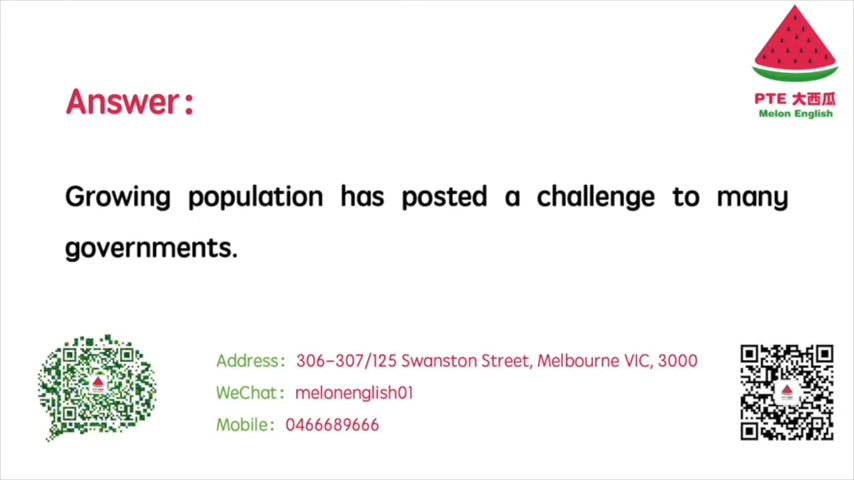 PTE 大西瓜
Melon English
Answer:
Growing population has posted a challenge to many
governments.
Address: 306-307/125 Swanston Street, Melbourne VIC, 3000
WeChat: melonenglish01
Mobile: 0466689666